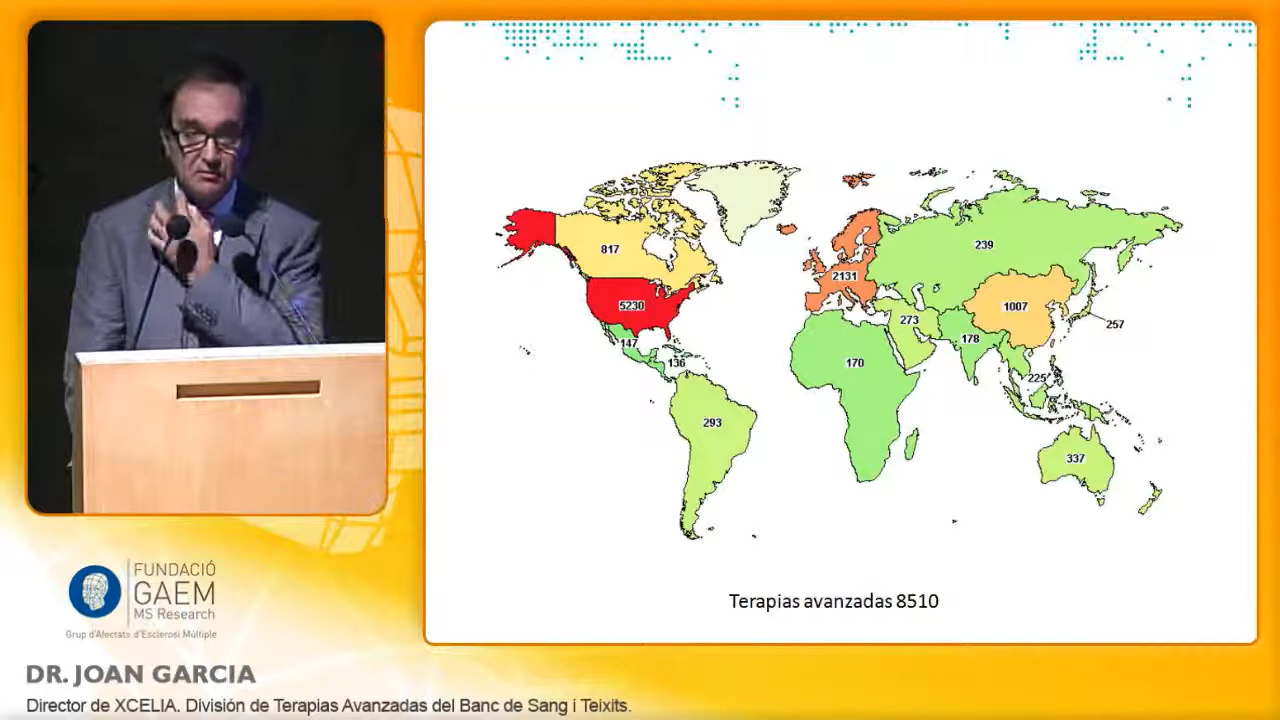 817
239
2131
5230
1007
273
257
147
178
136
170
225
293
337
Terapias avanzadas 8510
FUNDACIÓ
GAEM
MS Research
Grup d'Afectats d'Esclerosi Múltiple
DR. JOAN GARCIA
Director de XCELIA. División de Terapias Avanzadas del Banc de Sang i Teixits.